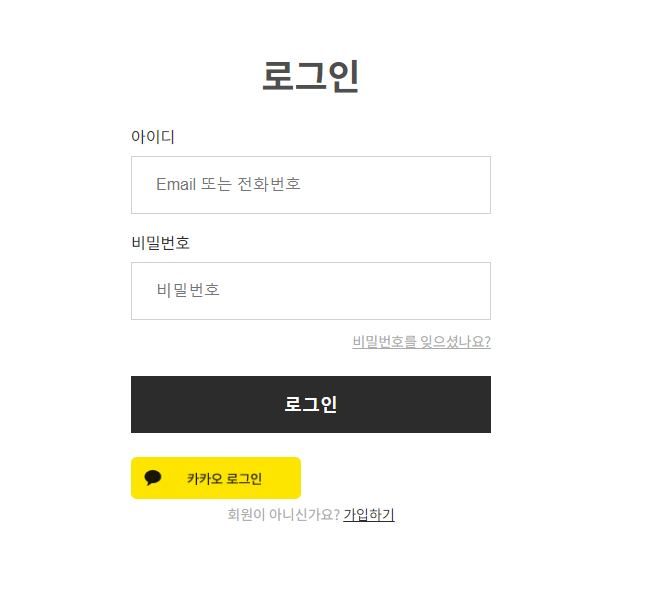 로그인
아이디
Email 또는 전화번호
비밀번호
비밀번호
비밀번호를 잊으셨나요?
로그인
카카오 로그인
회원이 아니신가요? 가입하기